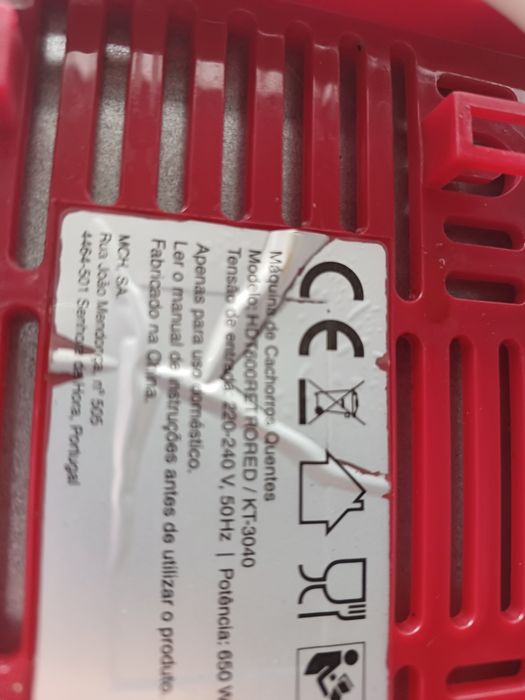 CE
Máquina de Cachorros Quentes
Modelo: HD-600RETRORED / KT-3040
Tensão de entrada: 220-240 V, 50Hz | Potência: 650 W
Apenas para uso doméstico.
Ler o manual de instruções antes de utilizar o produto.
Fabricado na China.
MCH, SA
Rua João Mendonça, nº 505
4464-501 Senhora da Hora, Portugal